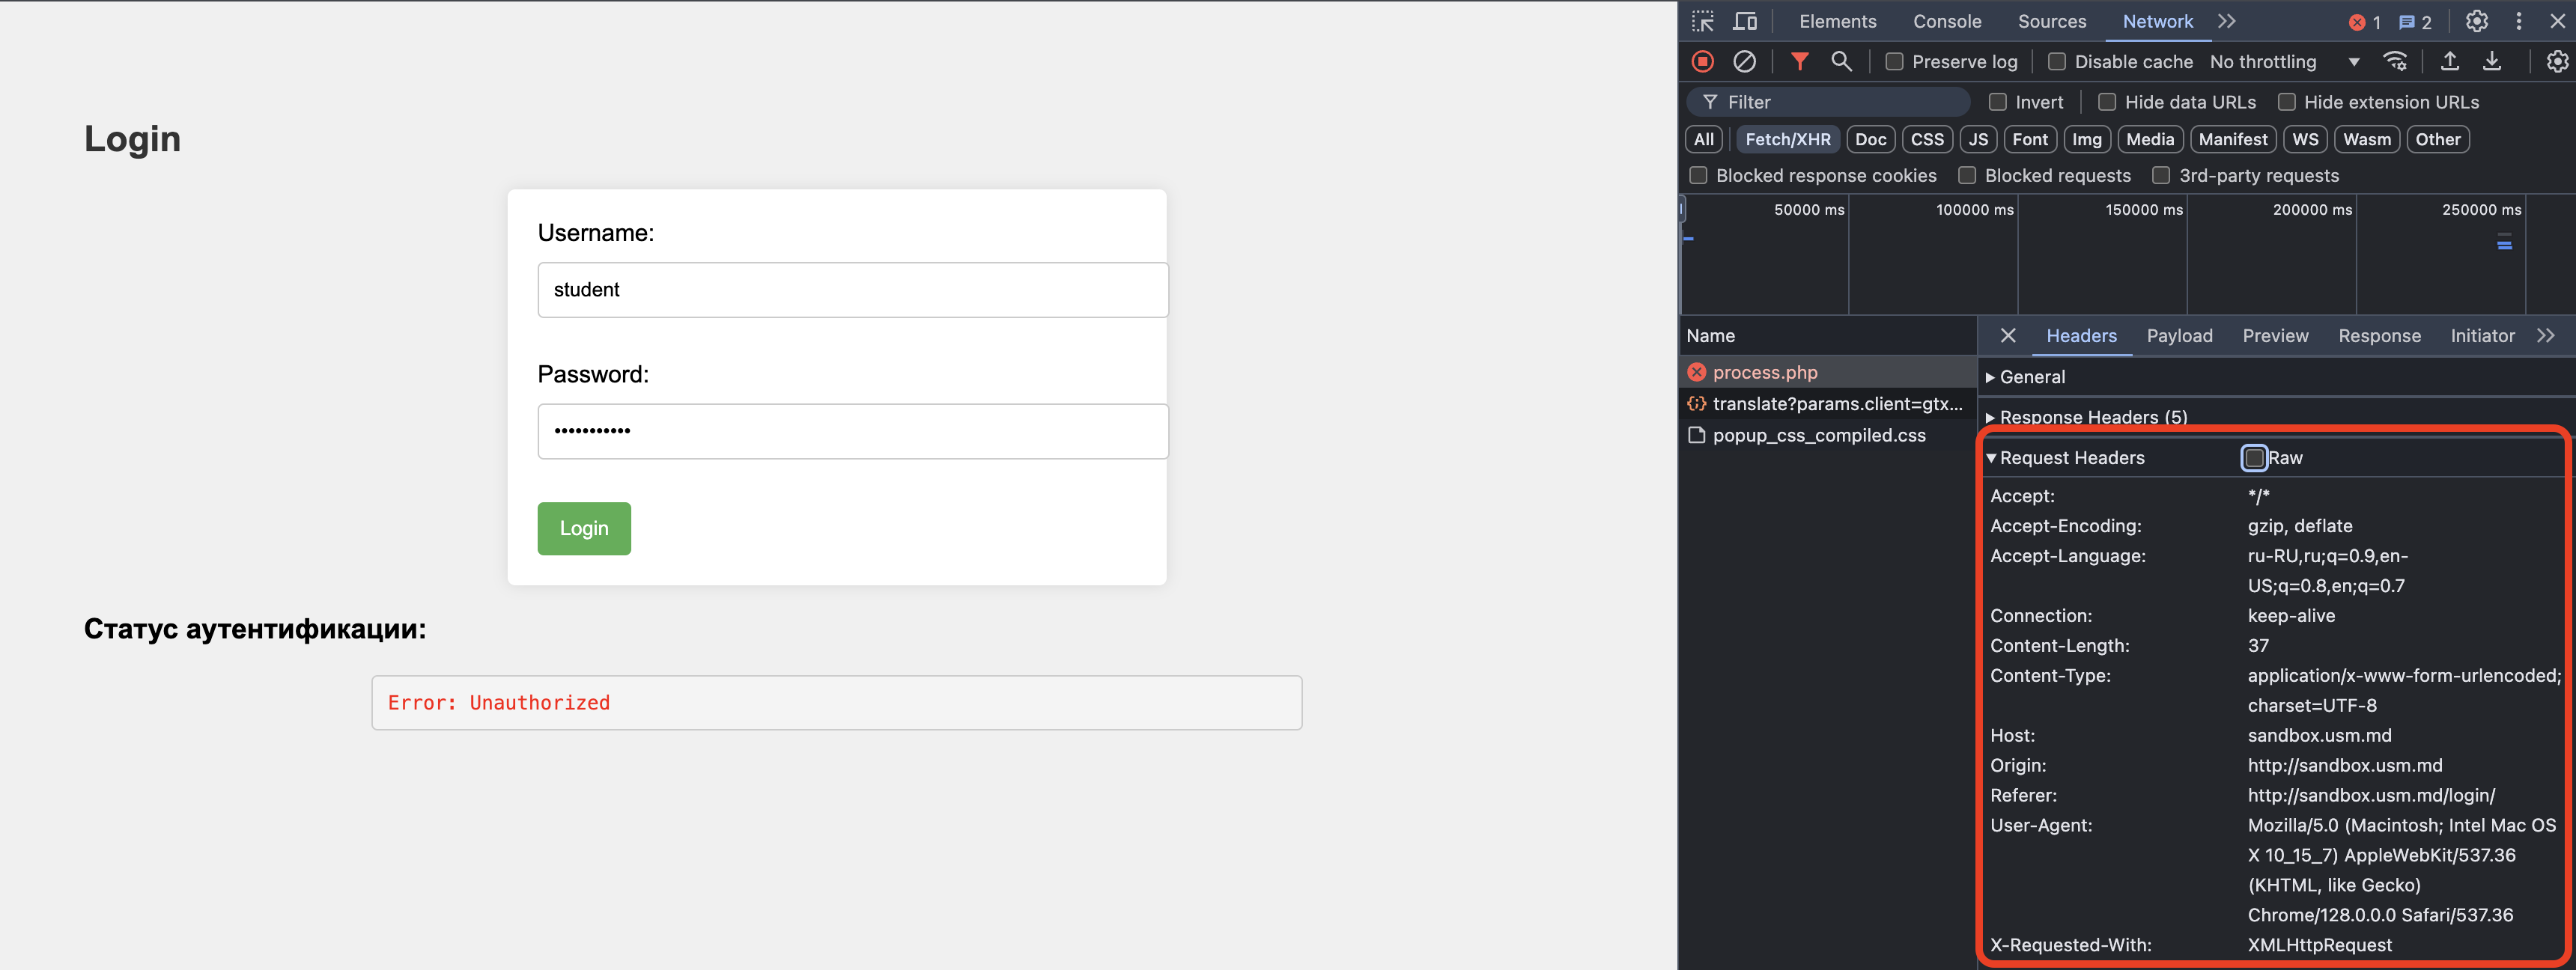 Login
Username:
student
Password:
•••••••••••
Login
Статус аутентификации:
Error: Unauthorized
Elements Console Sources Network 1 2
Preserve log Disable cache No throttling
Filter Invert Hide data URLs Hide extension URLs
All Fetch/XHR Doc CSS JS Font Img Media Manifest WS Wasm Other
Blocked response cookies Blocked requests 3rd-party requests
50000 ms 100000 ms 150000 ms 200000 ms 250000 ms
Name
process.php
translate?params.client=gtx...
popup_css_compiled.css
Headers Payload Preview Response Initiator
General
Response Headers (5)
Request Headers Raw
Accept: */*
Accept-Encoding: gzip, deflate
Accept-Language: ru-RU,ru;q=0.9,en-
US;q=0.8,en;q=0.7
Connection: keep-alive
Content-Length: 37
Content-Type: application/x-www-form-urlencoded;
charset=UTF-8
Host: sandbox.usm.md
Origin: http://sandbox.usm.md
Referer: http://sandbox.usm.md/login/
User-Agent: Mozilla/5.0 (Macintosh; Intel Mac OS
X 10_15_7) AppleWebKit/537.36
(KHTML, like Gecko)
Chrome/128.0.0.0 Safari/537.36
X-Requested-With: XMLHttpRequest